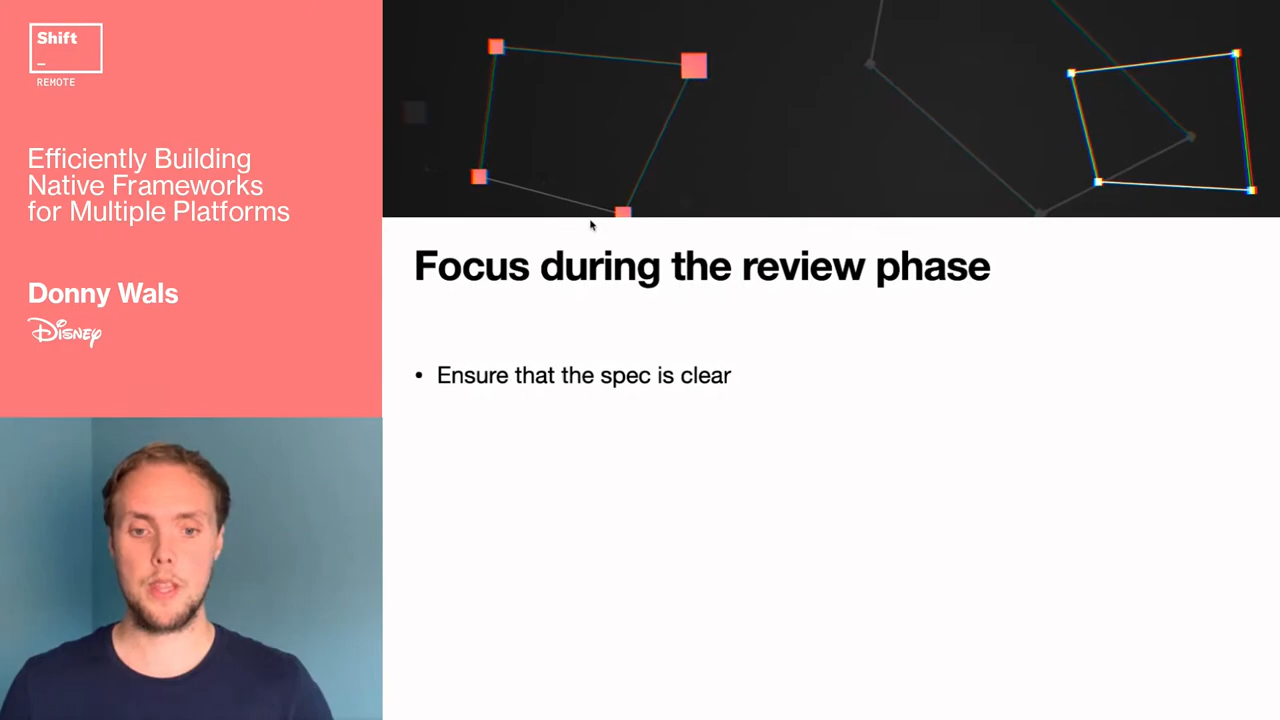 Shift
_
REMOTE
Efficiently Building
Native Frameworks
for Multiple Platforms
Donny Wals
Disney
Focus during the review phase
• Ensure that the spec is clear